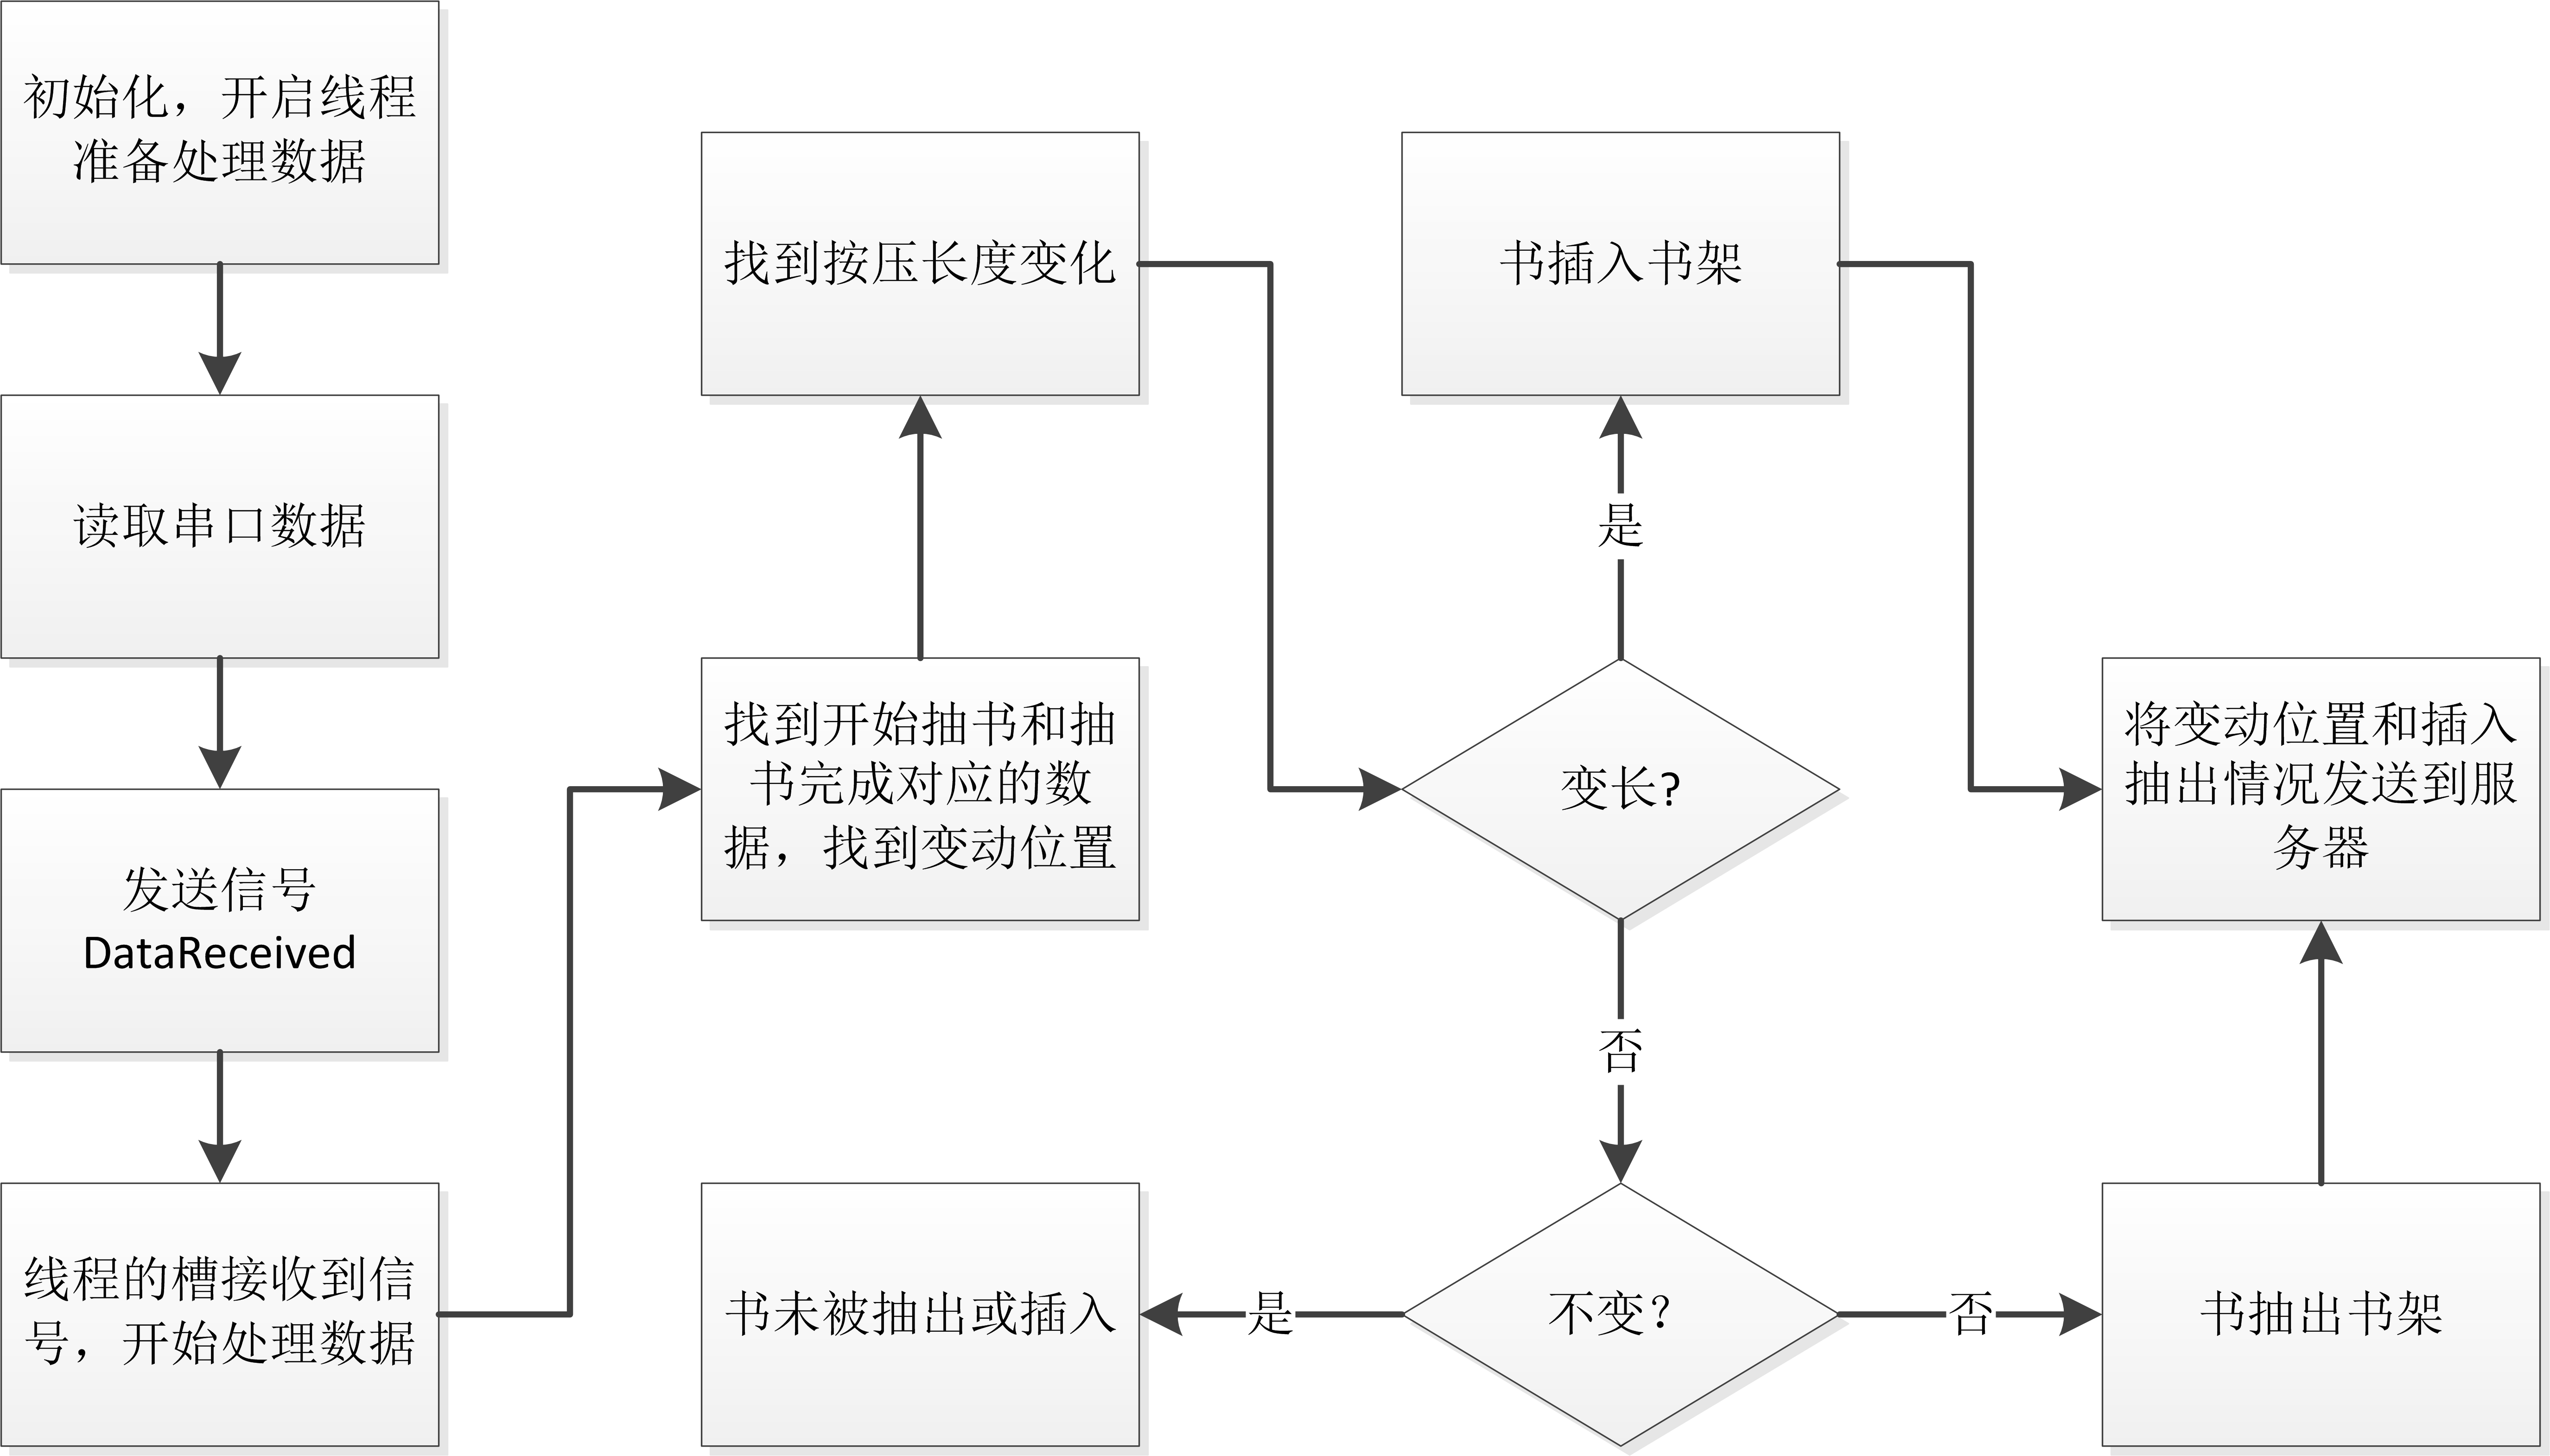 初始化，开启线程
准备处理数据
读取串口数据
发送信号
DataReceived
线程的槽接收到信
号，开始处理数据
找到开始抽书和抽
书完成对应的数
据，找到变动位置
找到按压长度变化
变长?
是
书插入书架
否
不变?
是
书未被抽出或插入
否
书抽出书架
将变动位置和插入
抽出情况发送到服
务器